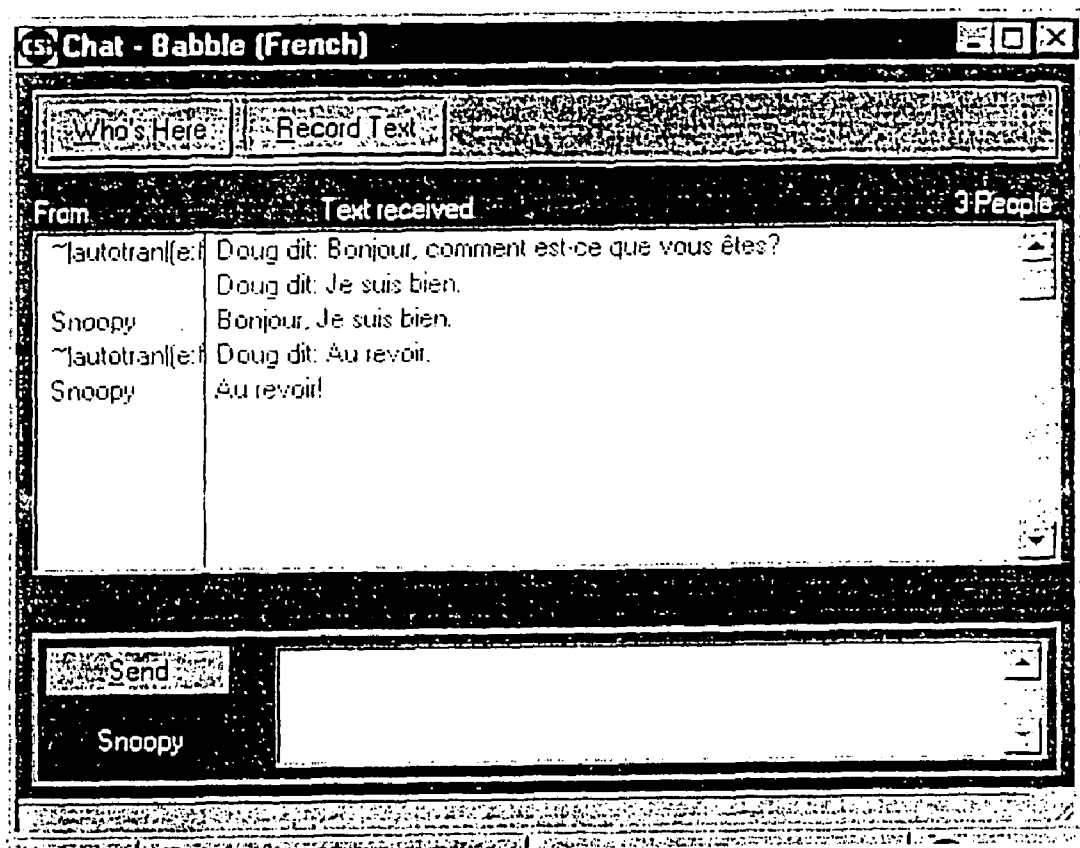 CSi Chat - Babble (French)
Who's Here Record Text
From Text received 3 People
~|autotran|(e:f Doug dit: Bonjour, comment est-ce que vous êtes?
Doug dit: Je suis bien.
Snoopy Bonjour, Je suis bien.
~|autotran|(e:f Doug dit: Au revoir.
Snoopy Au revoir!
Send
Snoopy